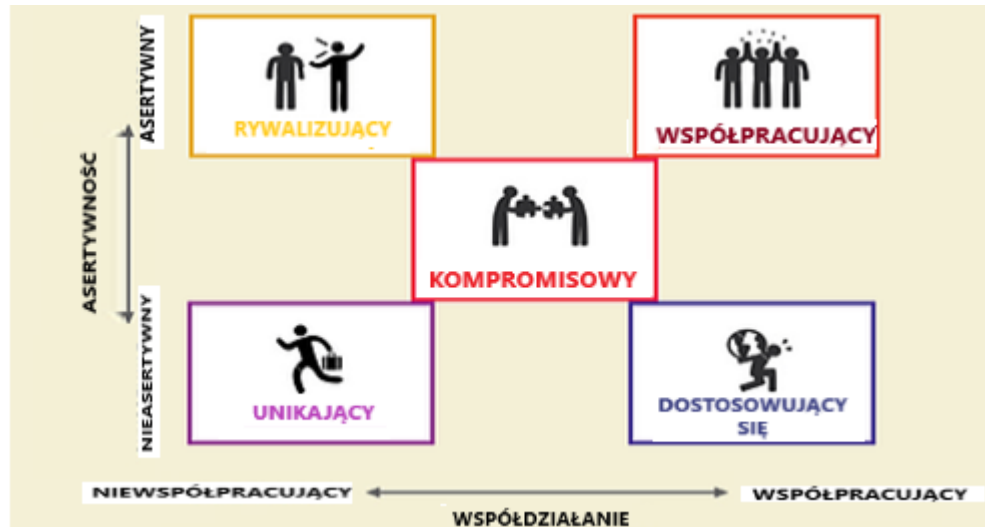 ASERTYWNY
ASERTYWNOŚĆ
NIEASERTYWNY
RYWALIZUJĄCY
WSPÓŁPRACUJĄCY
KOMPROMISOWY
UNIKAJĄCY
DOSTOSOWUJĄCY
SIĘ
NIEWSPÓŁPRACUJĄCY
WSPÓŁPRACUJĄCY
WSPÓŁDZIAŁANIE